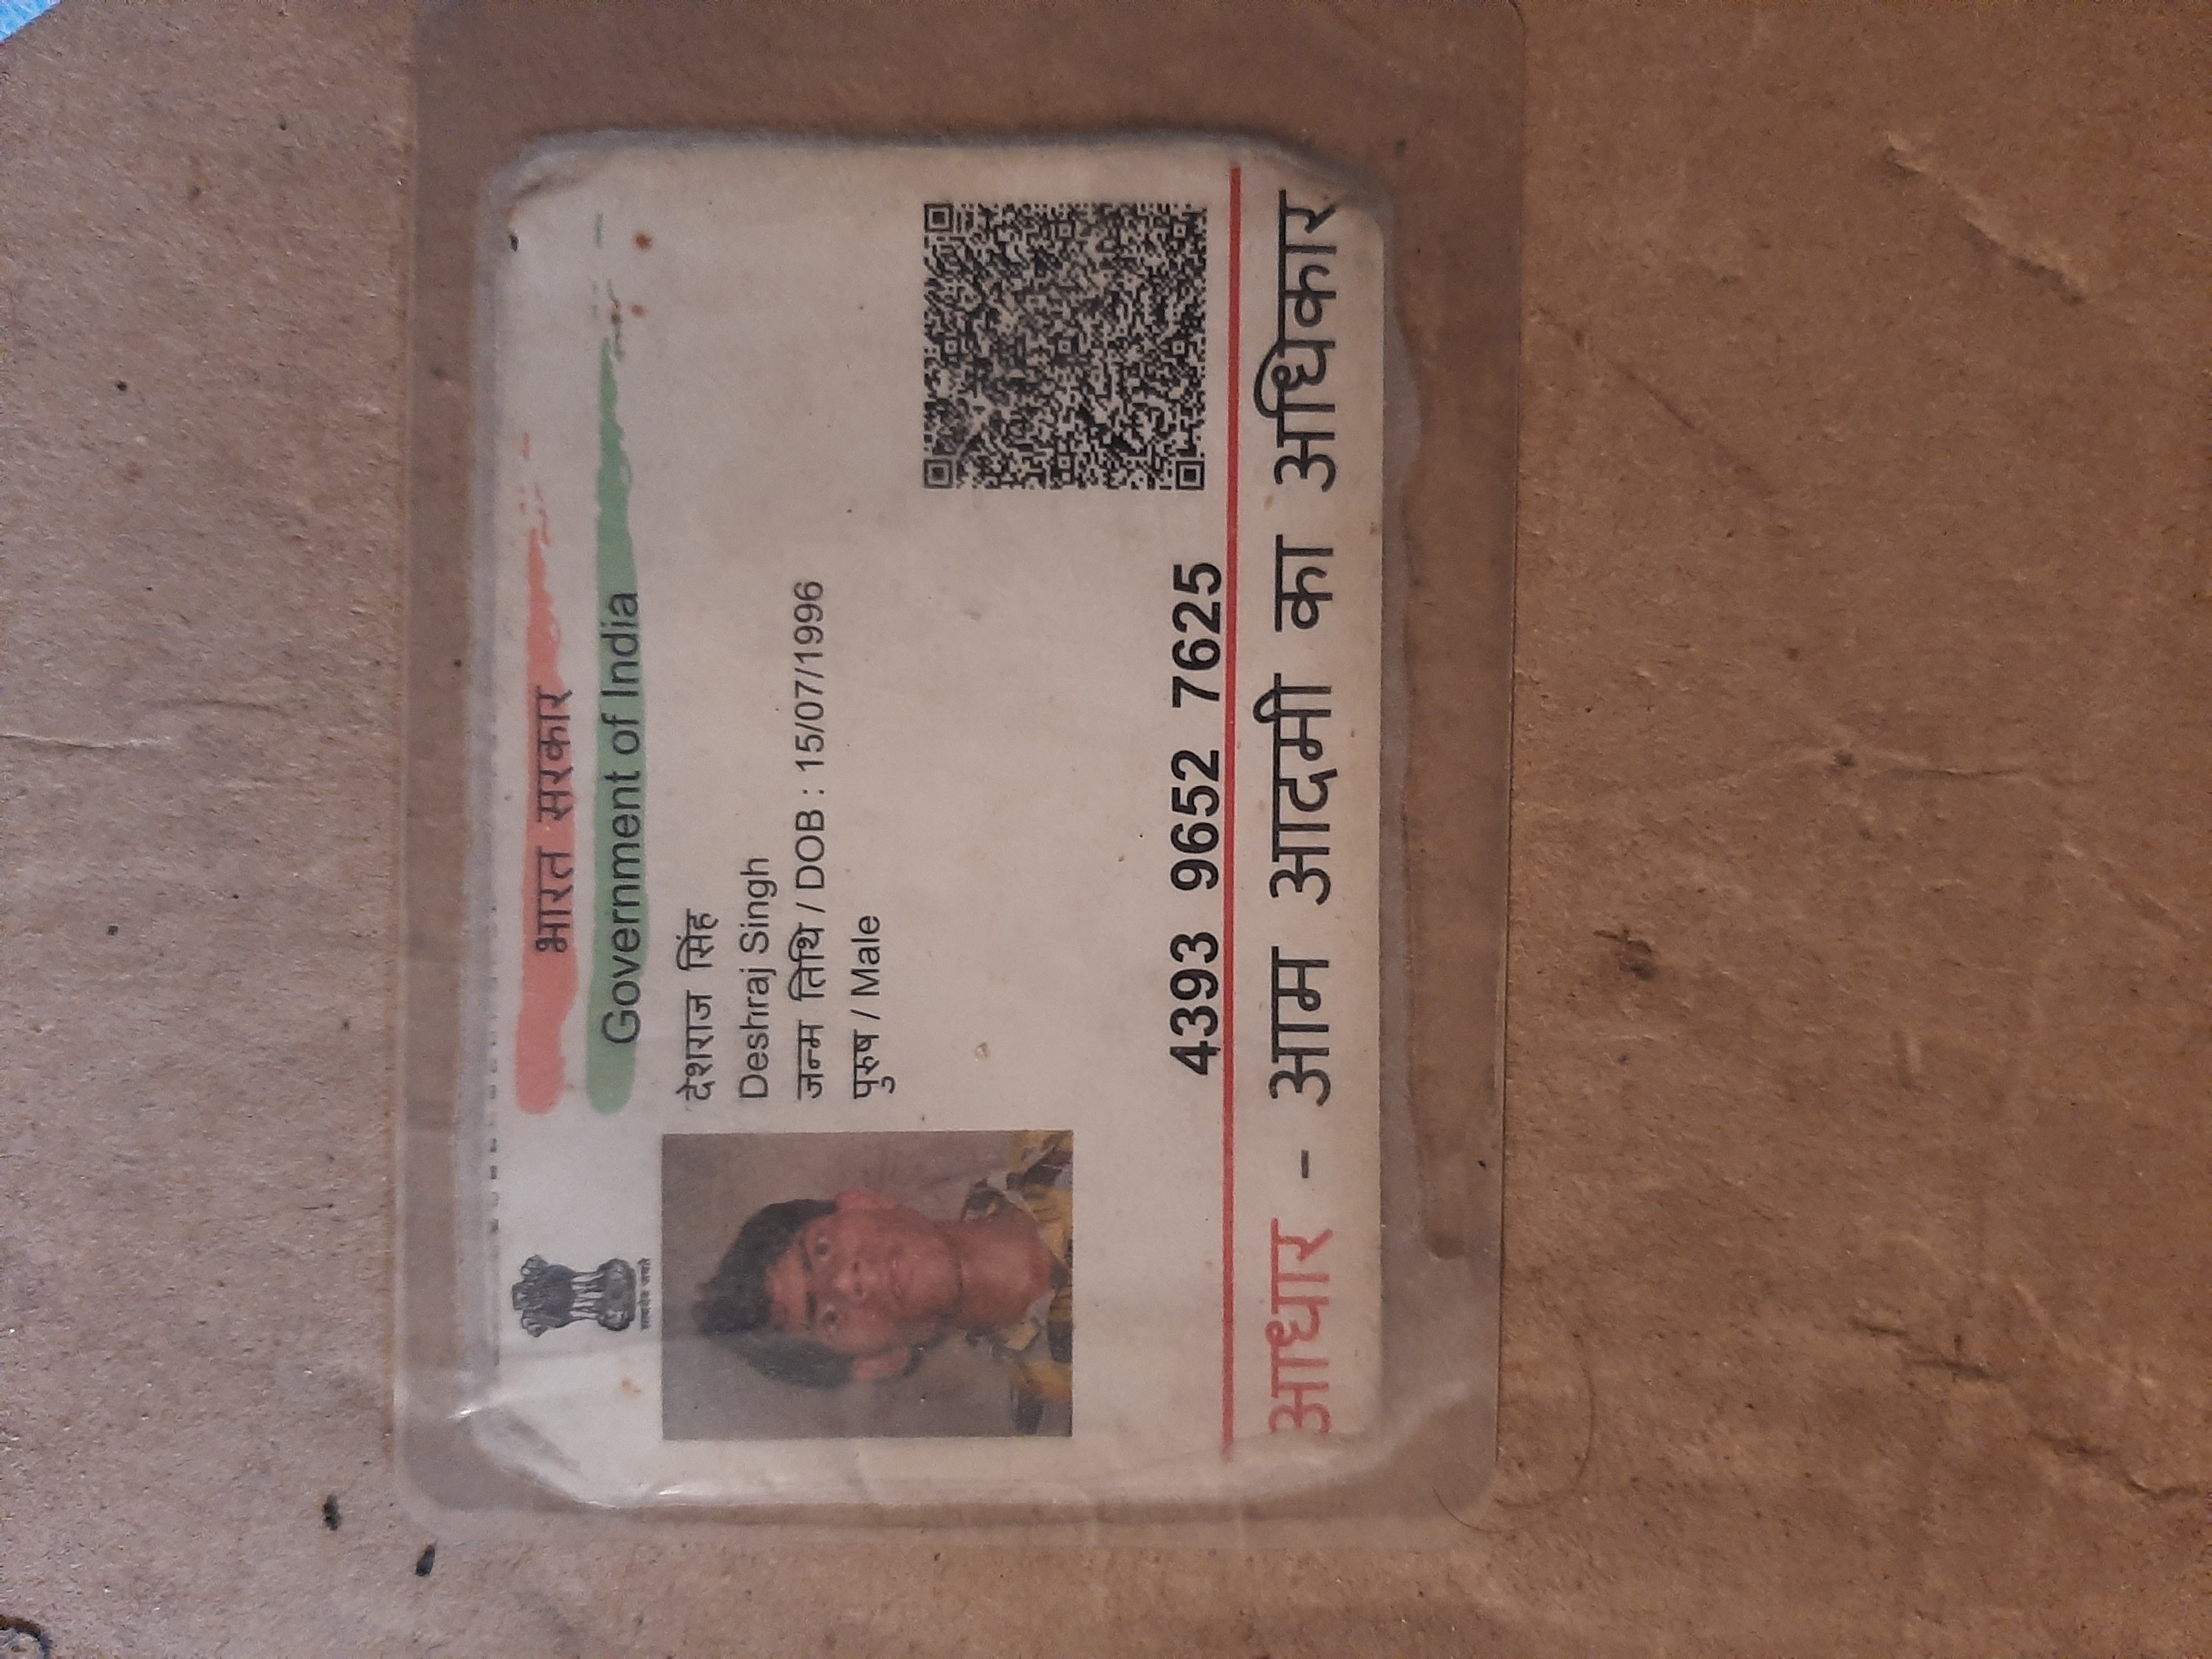 भारत सरकार
Government of India
देशराज सिंह
Deshraj Singh
जन्म तिथि / DOB : 15/07/1996
पुरुष / Male
4393 9652 7625
आधार - आम आदमी का अधिकार